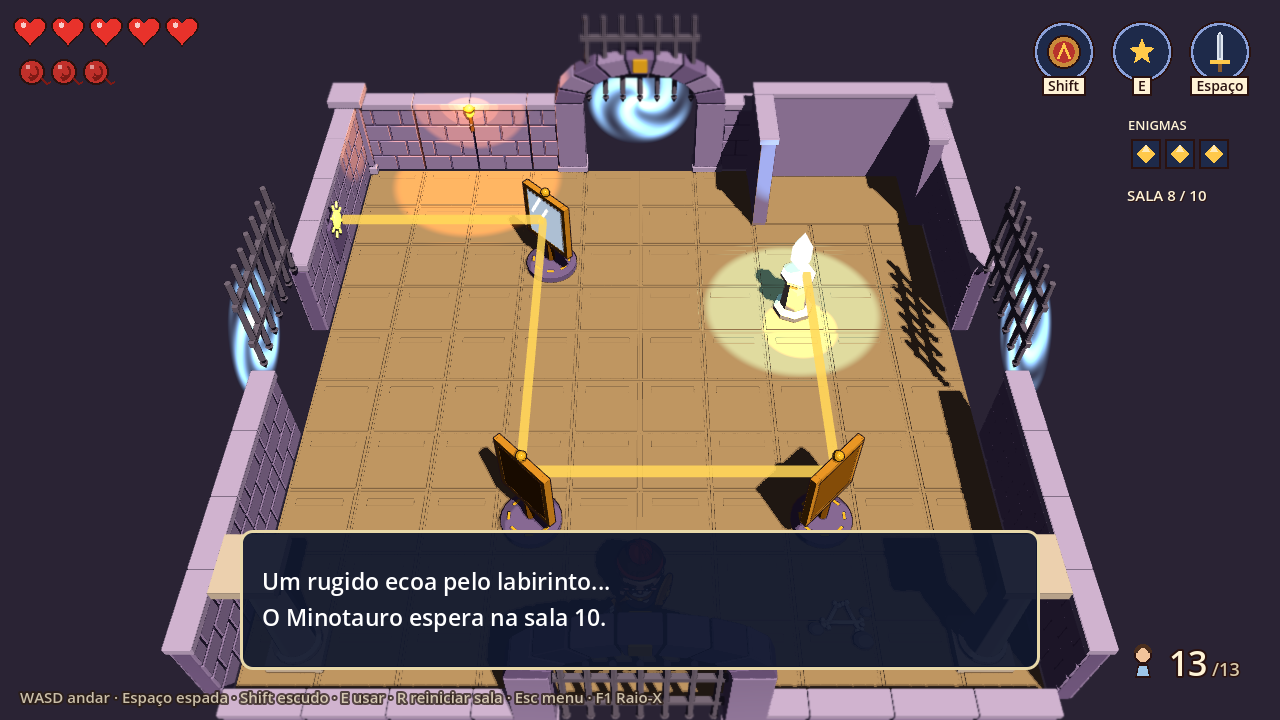 Shift
E
Espaço
ENIGMAS
SALA 8 / 10
Um rugido ecoa pelo labirinto...
O Minotauro espera na sala 10.
13 /13
WASD andar · Espaço espada · Shift escudo · E usar · R reiniciar sala · Esc menu · F1 Raio-X